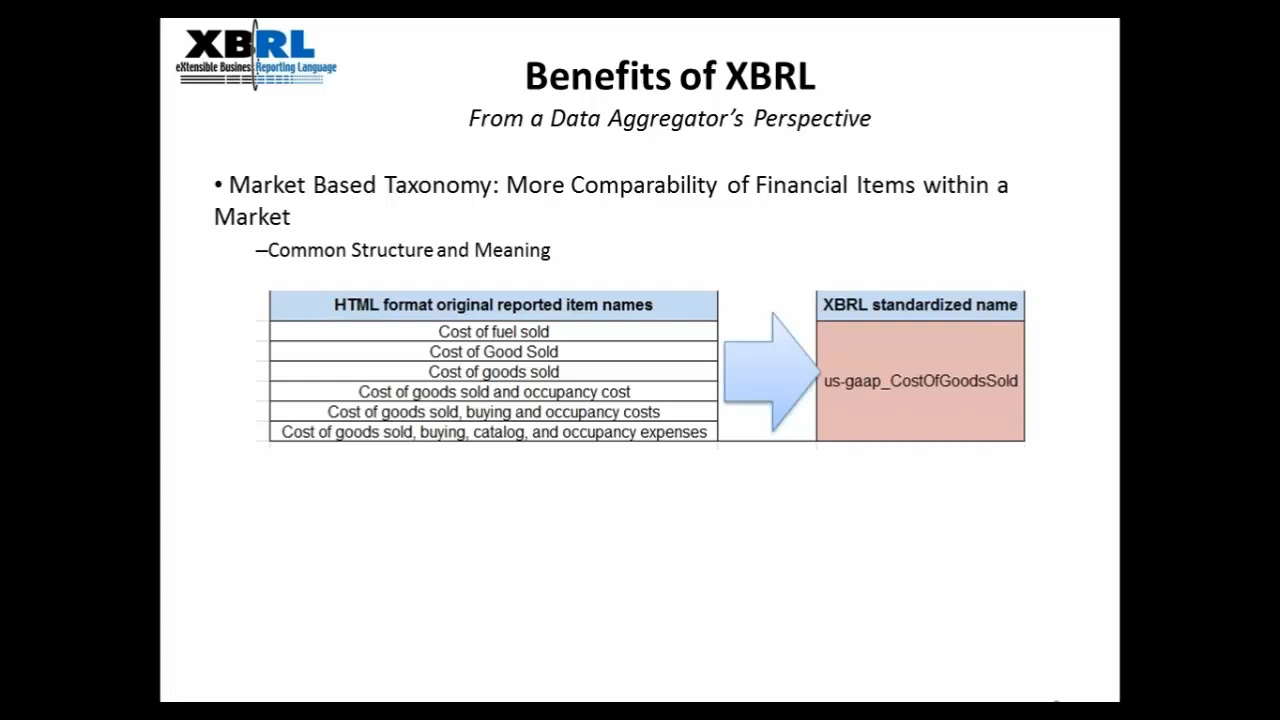 XBRL
eXtensible Business Reporting Language
Benefits of XBRL
From a Data Aggregator's Perspective
• Market Based Taxonomy: More Comparability of Financial Items within a
Market
–Common Structure and Meaning
HTML format original reported item names
XBRL standardized name
Cost of fuel sold
Cost of Good Sold
Cost of goods sold
Cost of goods sold and occupancy cost
Cost of goods sold, buying and occupancy costs
Cost of goods sold, buying, catalog, and occupancy expenses
us-gaap_CostOfGoodsSold